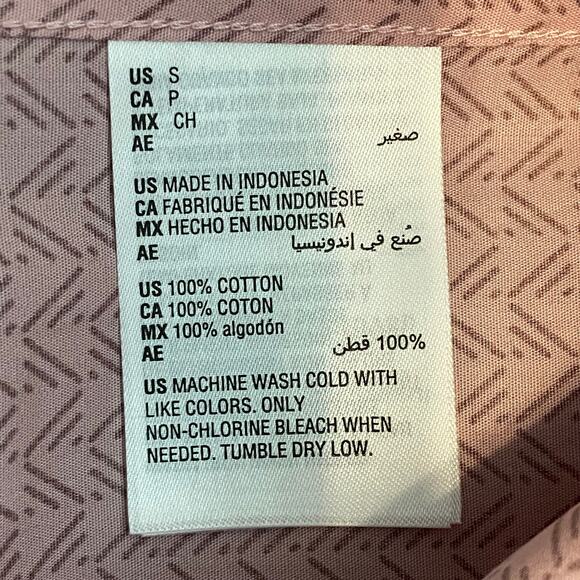 US S
CA P
MX CH
AE صغير
US MADE IN INDONESIA
CA FABRIQUÉ EN INDONÉSIE
MX HECHO EN INDONESIA
AE صُنع في إندونيسيا
US 100% COTTON
CA 100% COTON
MX 100% algodón
AE 100% قطن
US MACHINE WASH COLD WITH
LIKE COLORS. ONLY
NON-CHLORINE BLEACH WHEN
NEEDED. TUMBLE DRY LOW.